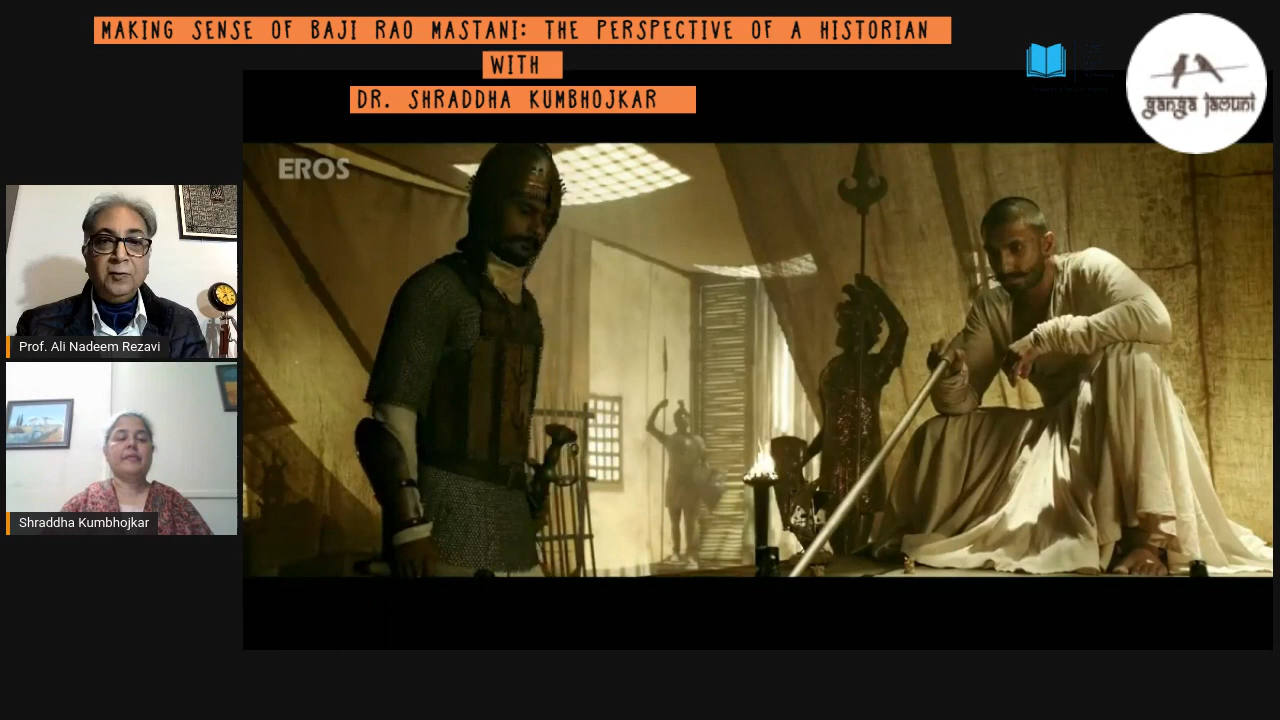 MAKING SENSE OF BAJI RAO MASTANI: THE PERSPECTIVE OF A HISTORIAN
WITH
DR. SHRADDHA KUMBHOJKAR
ganga jamuni
EROS
Prof. Ali Nadeem Rezavi
Shraddha Kumbhojkar